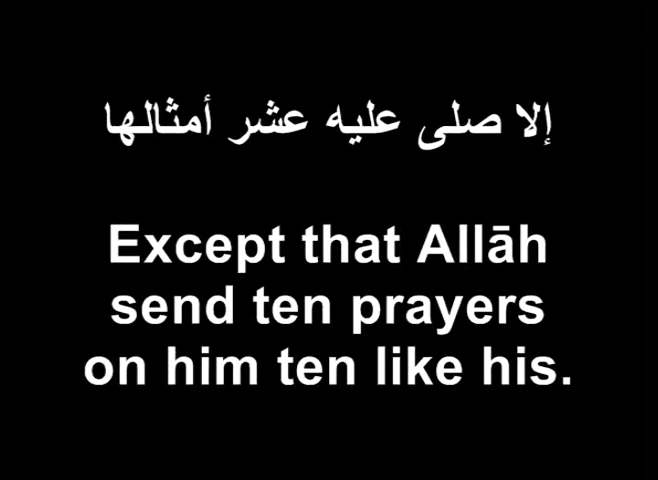 إلا صلى عليه عشر أمثالها
Except that Allāh
send ten prayers
on him ten like his.